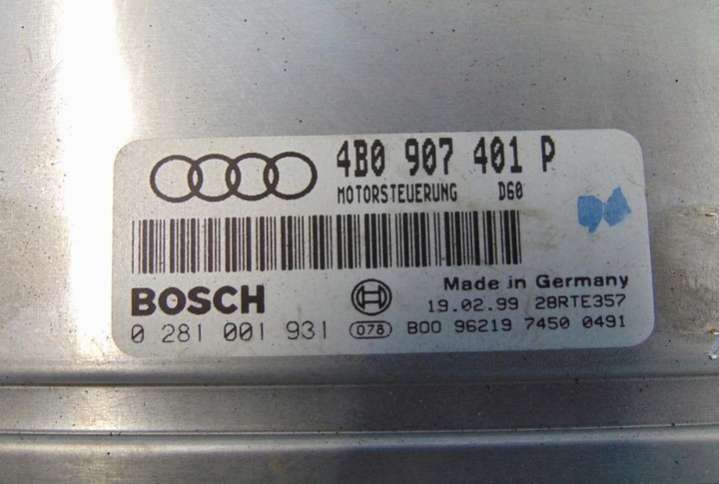 4B0 907 401 P
MOTORSTEUERUNG D60
BOSCH
Made in Germany
19.02.99 28RTE357
0 281 001 931 078 B00 96219 7450 0491